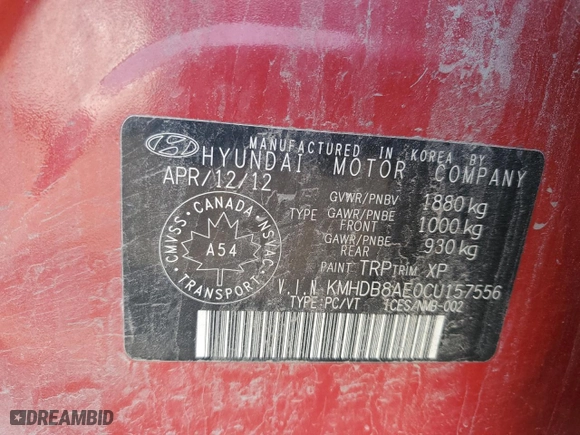 MANUFACTURED IN KOREA BY
HYUNDAI MOTOR COMPANY
APR/12/12
GVWR/PNBV 1880 kg
TYPE GAWR/PNBE FRONT 1000 kg
GAWR/PNBE REAR 930 kg
PAINT TRP TRIM XP
V.I.N KMHDB8AE0CU157556
TYPE:PC/VT ICES/NMB-002
CMVSS · CANADA · NSVAC
A54
TRANSPORT
DREAMBID